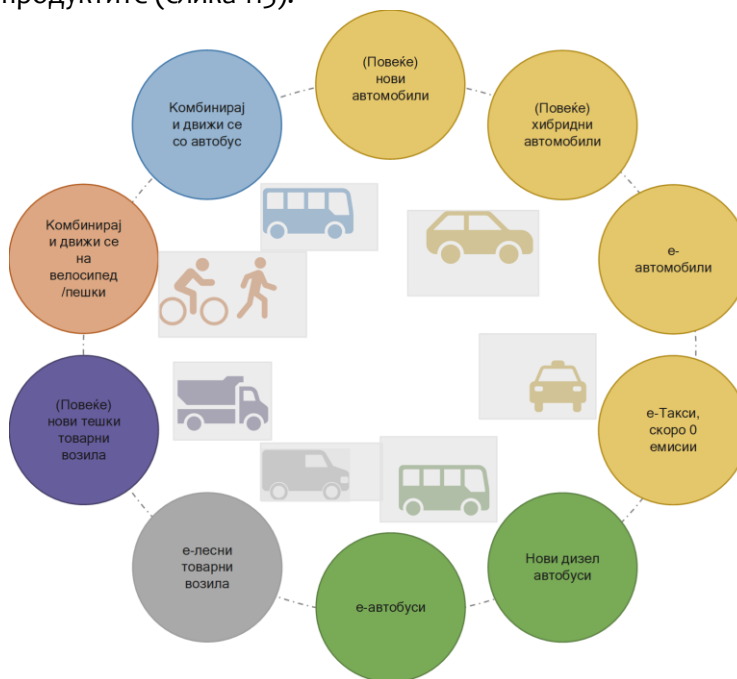 продуктите (слика 113).
(Повеќе)
нови
автомобили
(Повеќе)
хибридни
автомобили
е-
автомобили
е-Такси,
скоро 0
емисии
Нови дизел
автобуси
е-автобуси
е-лесни
товарни
возила
(Повеќе)
нови тешки
товарни
возила
Комбинирај
и движи се
на
велосипед
/пешки
Комбинирај
и движи се
со автобус